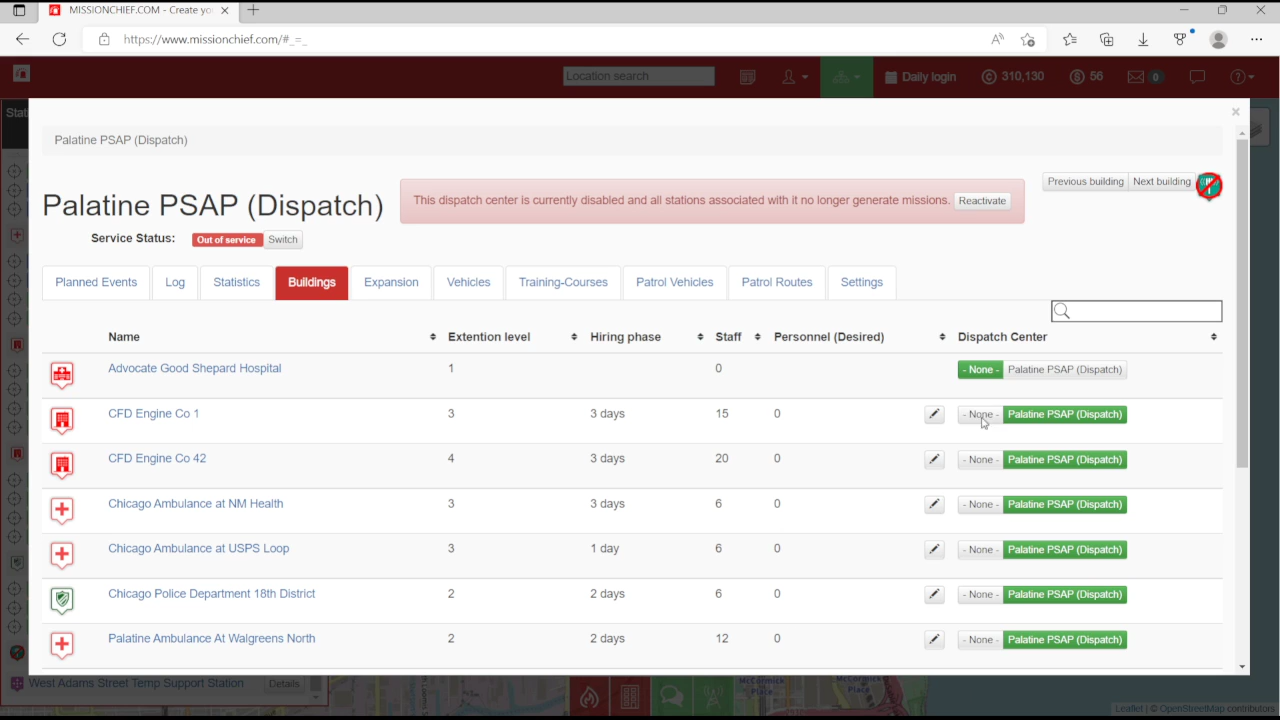 MISSIONCHIEF.COM - Create yo
https://www.missionchief.com/#_=_
Location search
Daily login
310,130
56
0
Stati
Palatine PSAP (Dispatch)
Palatine PSAP (Dispatch)
This dispatch center is currently disabled and all stations associated with it no longer generate missions.
Reactivate
Previous building
Next building
Service Status:
Out of service
Switch
Planned Events
Log
Statistics
Buildings
Expansion
Vehicles
Training-Courses
Patrol Vehicles
Patrol Routes
Settings
Name
Extention level
Hiring phase
Staff
Personnel (Desired)
Dispatch Center
Advocate Good Shepard Hospital
1
0
- None -
Palatine PSAP (Dispatch)
CFD Engine Co 1
3
3 days
15
0
- None -
Palatine PSAP (Dispatch)
CFD Engine Co 42
4
3 days
20
0
- None -
Palatine PSAP (Dispatch)
Chicago Ambulance at NM Health
3
3 days
6
0
- None -
Palatine PSAP (Dispatch)
Chicago Ambulance at USPS Loop
3
1 day
6
0
- None -
Palatine PSAP (Dispatch)
Chicago Police Department 18th District
2
2 days
6
0
- None -
Palatine PSAP (Dispatch)
Palatine Ambulance At Walgreens North
2
2 days
12
0
- None -
Palatine PSAP (Dispatch)
West Adams Street Temp Support Station
Details
McCormick
Place
McCormick
Place
Leaflet | © OpenStreetMap contributors